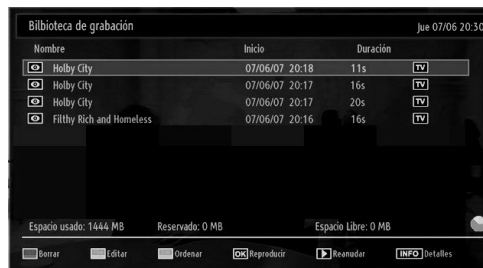 Bilbioteca de grabación jue 07/06 20:30
Nombre Inicio Duración
Holby City 07/06/07 20:18 11s TV
Holby City 07/06/07 20:17 16s TV
Holby City 07/06/07 20:17 20s TV
Filthy Rich and Homeless 07/06/07 20:16 16s TV
Espacio usado: 1444 MB Reservado: 0 MB Espacio Libre: 0 MB
Borrar Editar Ordenar OK Reproducir Reanudar INFO Detalles